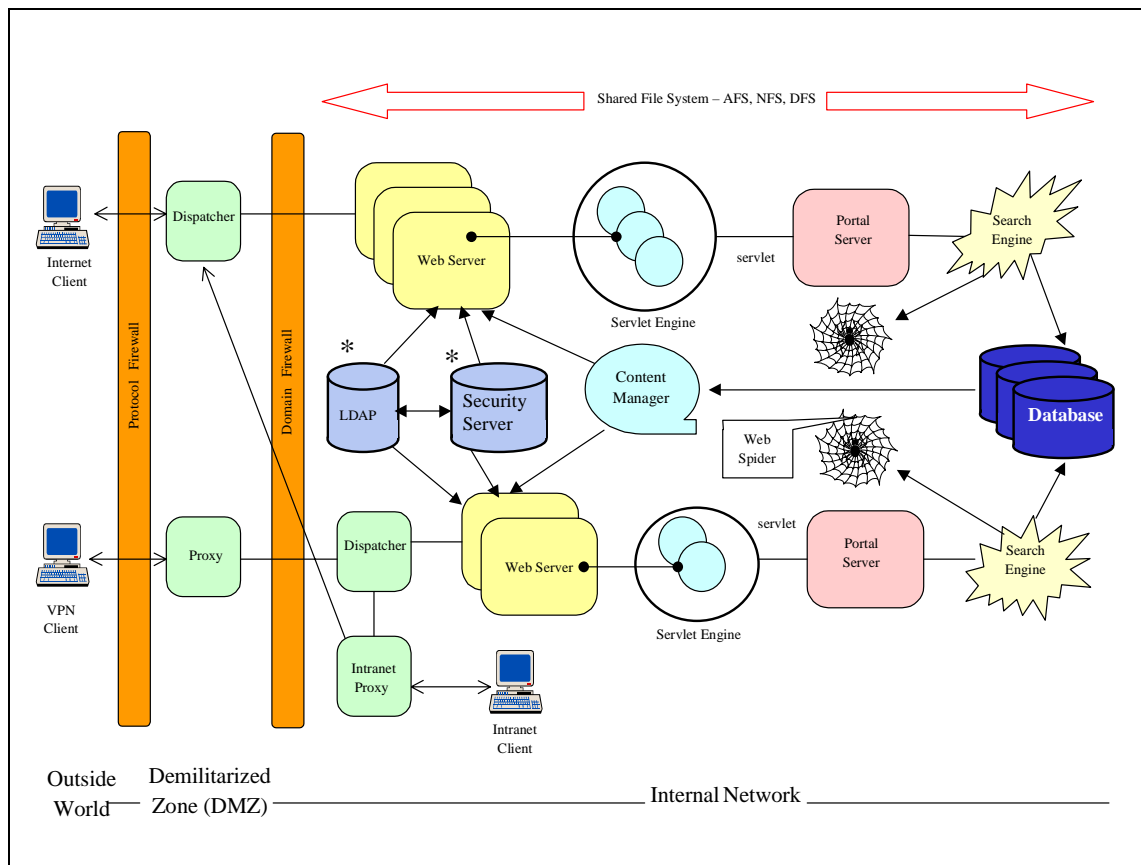 Shared File System – AFS, NFS, DFS
Protocol Firewall
Domain Firewall
Internet
Client
Dispatcher
Web Server
Servlet Engine
servlet
Portal
Server
Search
Engine
*
LDAP
*
Security
Server
Content
Manager
Database
Web
Spider
VPN
Client
Proxy
Dispatcher
Web Server
Servlet Engine
servlet
Portal
Server
Search
Engine
Intranet
Proxy
Intranet
Client
Outside
World
Demilitarized
Zone (DMZ)
Internal Network